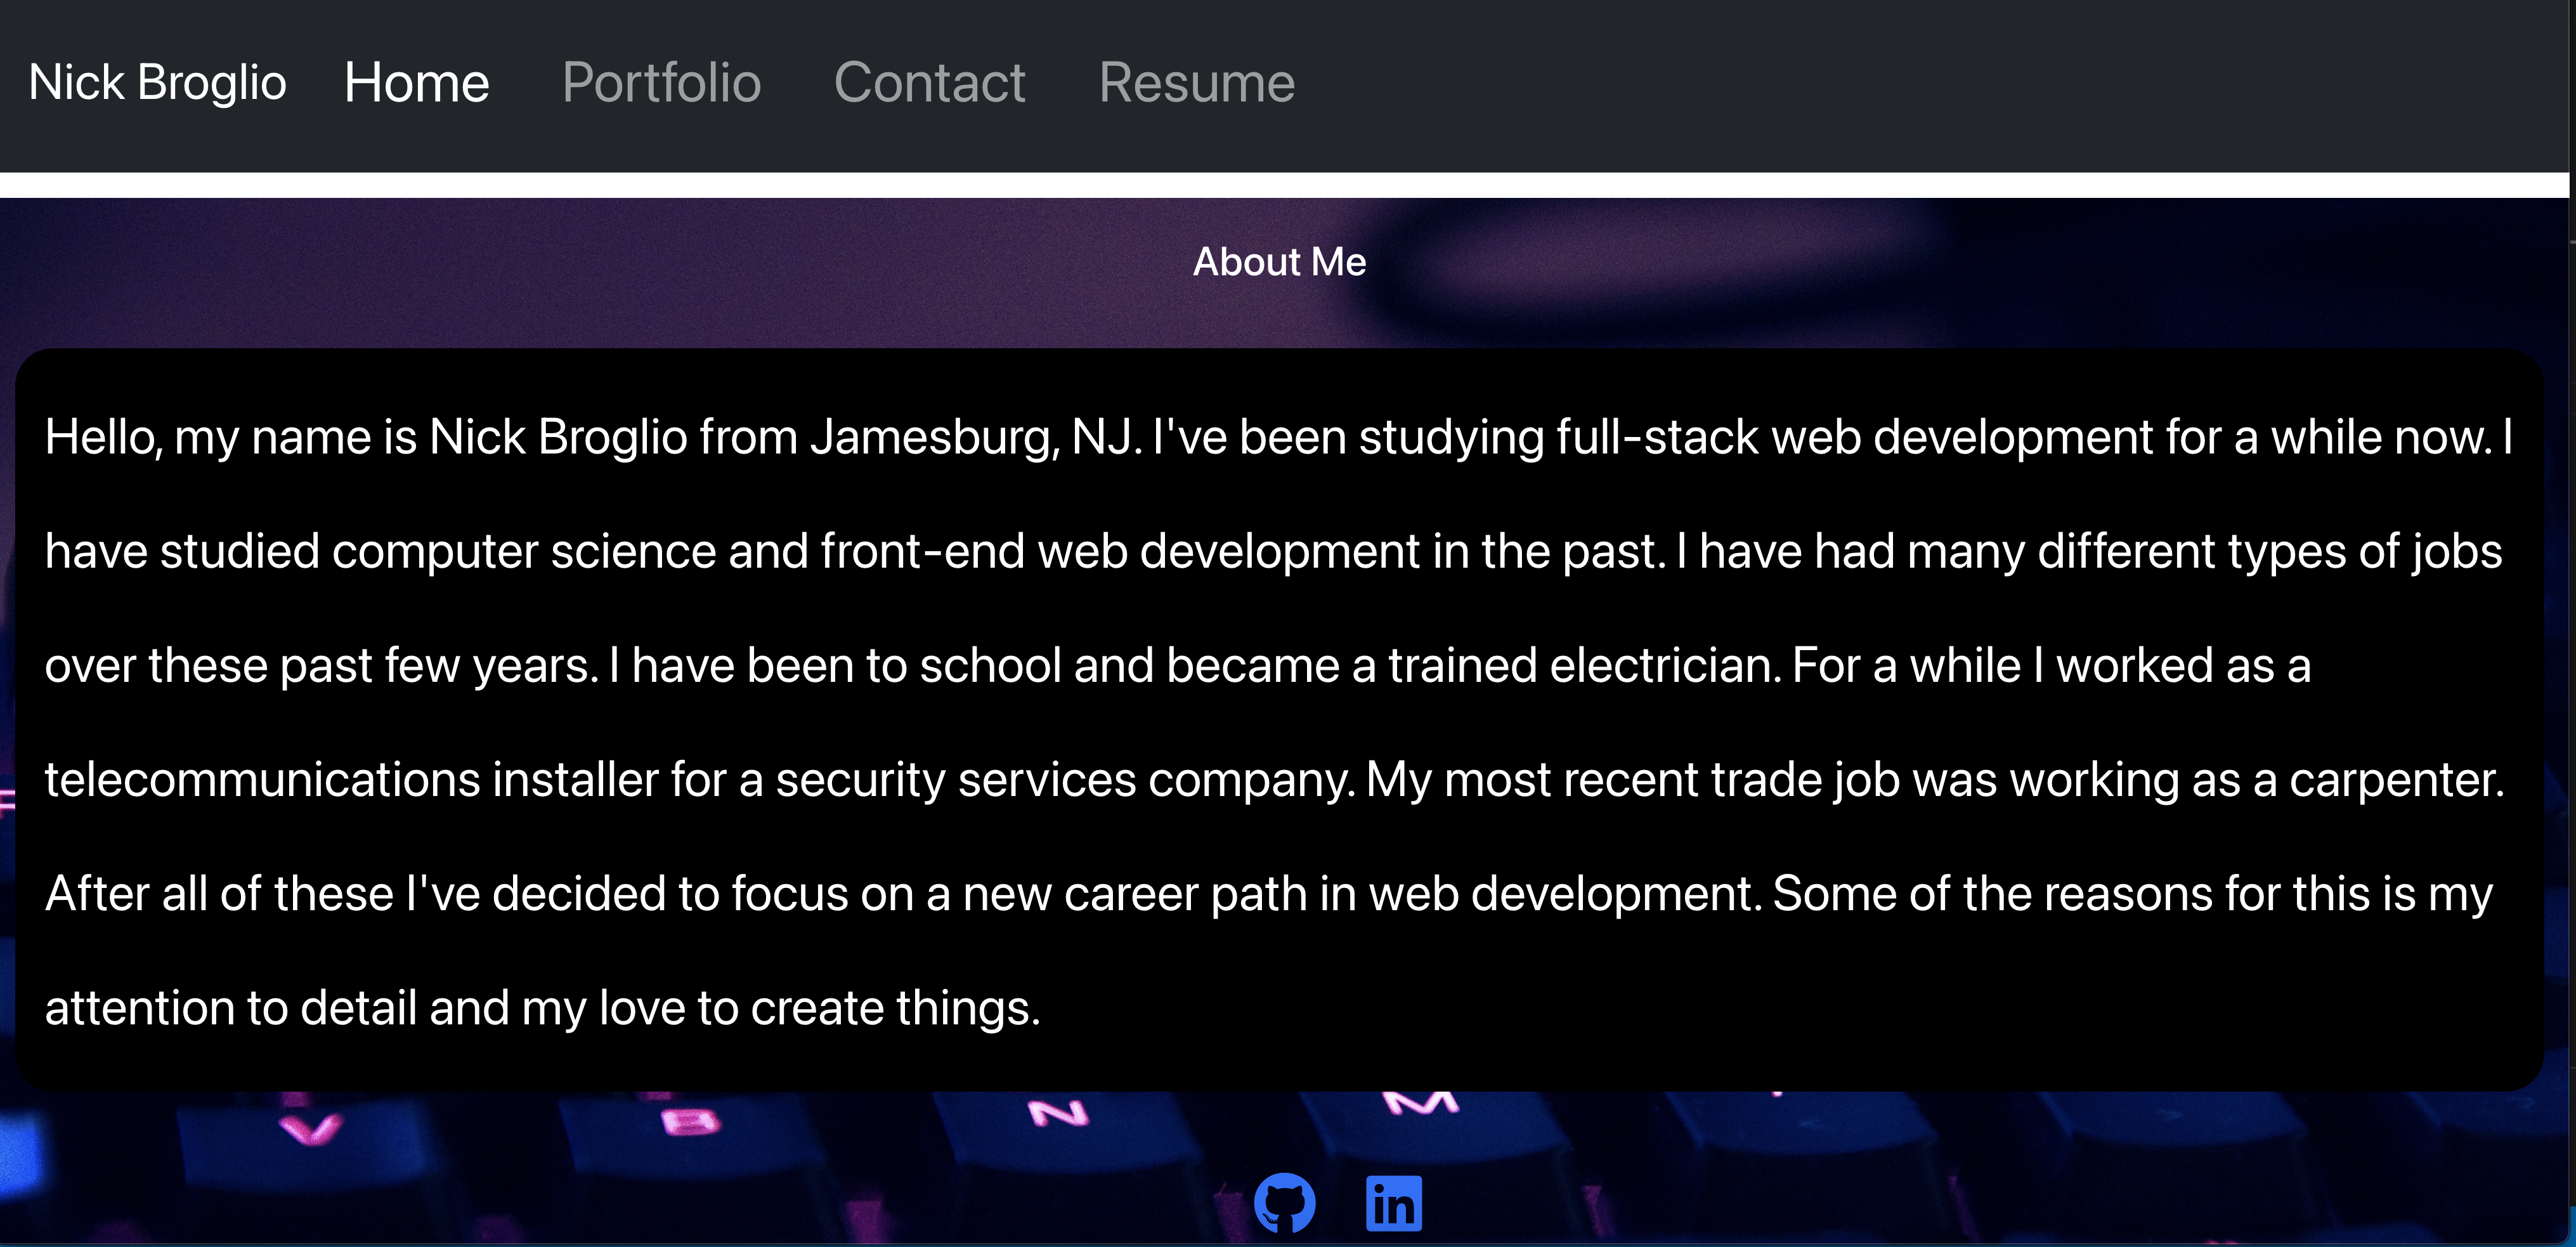 Nick Broglio Home Portfolio Contact Resume
About Me
Hello, my name is Nick Broglio from Jamesburg, NJ. I've been studying full-stack web development for a while now. I
have studied computer science and front-end web development in the past. I have had many different types of jobs
over these past few years. I have been to school and became a trained electrician. For a while I worked as a
telecommunications installer for a security services company. My most recent trade job was working as a carpenter.
After all of these I've decided to focus on a new career path in web development. Some of the reasons for this is my
attention to detail and my love to create things.
V B N M
in